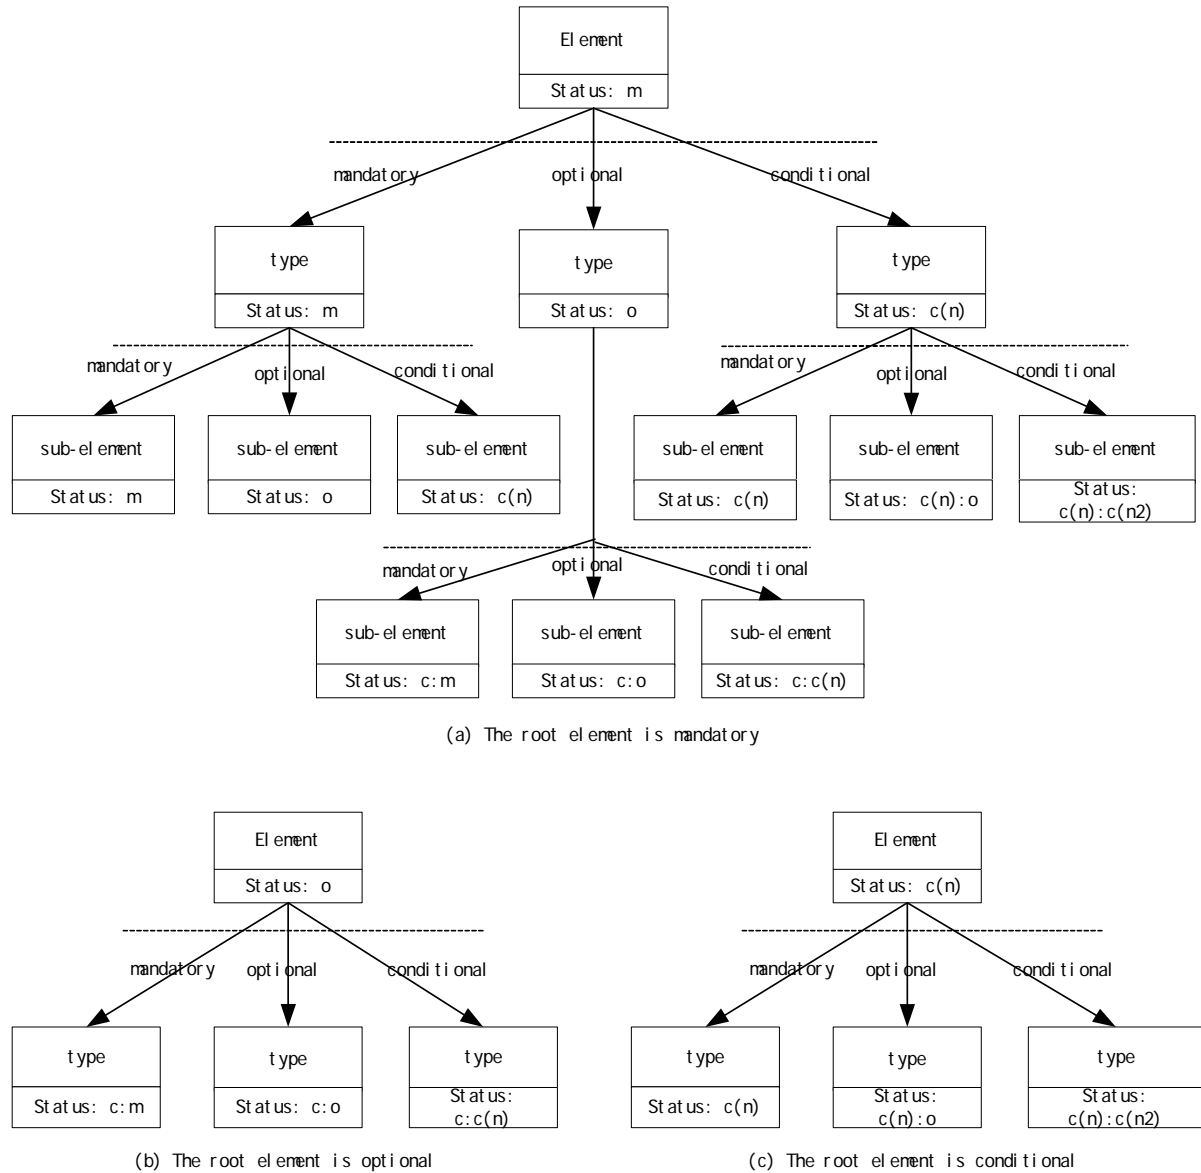 Element
Status: m
mandatory
optional
conditional
type
type
type
Status: m
Status: o
Status: c(n)
mandatory
optional
conditional
mandatory
optional
conditional
sub-element
sub-element
sub-element
sub-element
sub-element
sub-element
Status: m
Status: o
Status: c(n)
Status: c(n)
Status: c(n):o
Status:
c(n):c(n2)
mandatory
optional
conditional
sub-element
sub-element
sub-element
Status: c:m
Status: c:o
Status: c:c(n)
(a) The root element is mandatory
Element
Status: o
mandatory
optional
conditional
type
type
type
Status: c:m
Status: c:o
Status:
c:c(n)
(b) The root element is optional
Element
Status: c(n)
mandatory
optional
conditional
type
type
type
Status: c(n)
Status:
c(n):o
Status:
c(n):c(n2)
(c) The root element is conditional